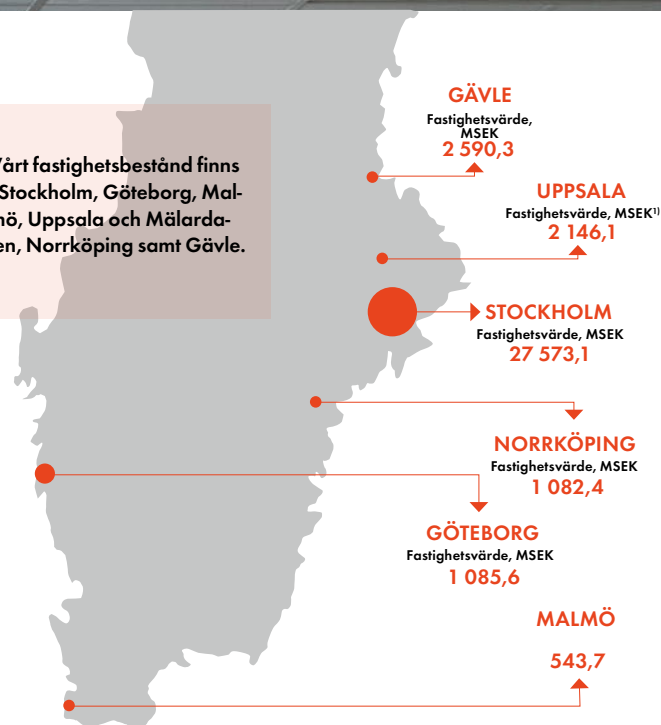 Vårt fastighetsbestånd finns
Stockholm, Göteborg, Mal-
mö, Uppsala och Mälarda-
en, Norrköping samt Gävle.
GÄVLE
Fastighetsvärde,
MSEK
2 590,3
UPPSALA
Fastighetsvärde, MSEK¹⁾
2 146,1
STOCKHOLM
Fastighetsvärde, MSEK
27 573,1
NORRKÖPING
Fastighetsvärde, MSEK
1 082,4
GÖTEBORG
Fastighetsvärde, MSEK
1 085,6
MALMÖ
543,7